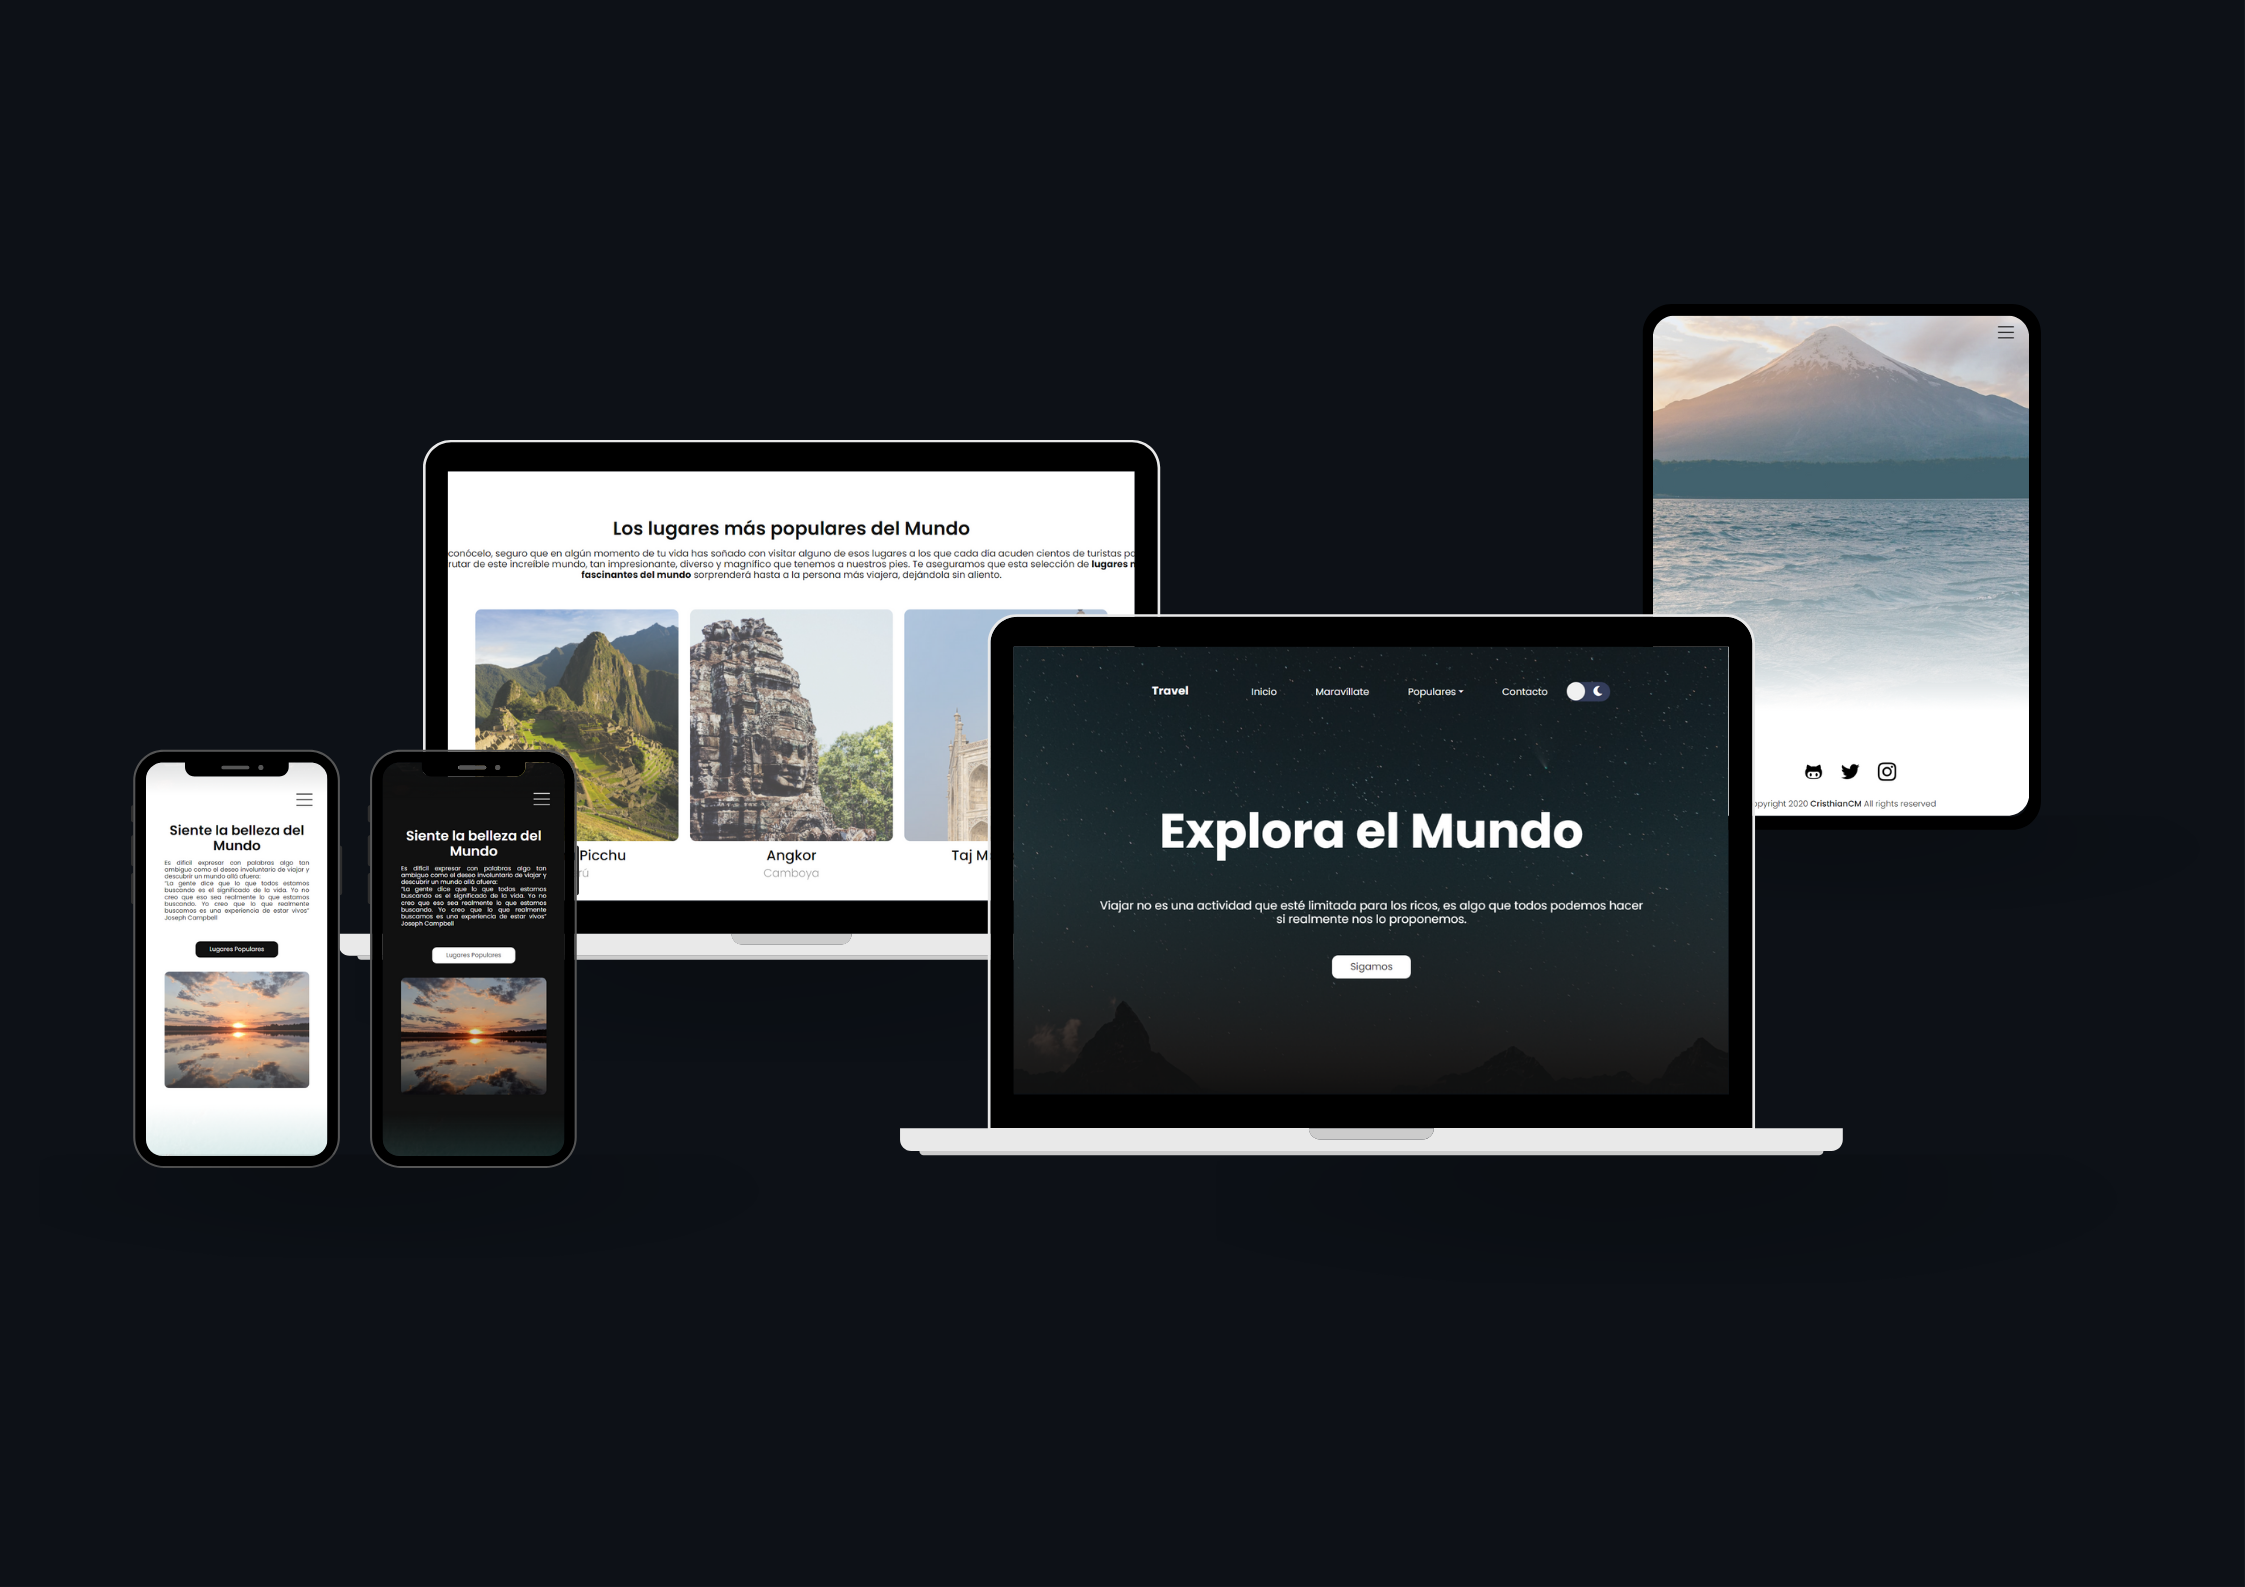 Los lugares más populares del Mundo
conócelo, seguro que en algún momento de tu vida has soñado con visitar alguno de esos lugares a los que cada día acuden cientos de turistas
rutar de este increíble mundo, tan impresionante, diverso y magnífico que tenemos a nuestros pies. Te aseguramos que esta selección de lugares
fascinantes del mundo sorprenderá hasta a la persona más viajera, dejándola sin aliento.
Picchu
Angkor
Camboya
Taj M
Siente la belleza del
Mundo
Es difícil expresar con palabras algo tan
ambiguo como el deseo involuntario de viajar y
descubrir un mundo allá afuera:
"La gente dice que lo que todos estamos
buscando es el significado de la vida. Yo no
creo que eso sea realmente lo que estamos
buscando. Yo creo que lo que realmente
buscamos es una experiencia de estar vivos"
Joseph Campbell
Lugares Populares
Siente la belleza del
Mundo
Es difícil expresar con palabras algo tan
ambiguo como el deseo involuntario de viajar y
descubrir un mundo allá afuera:
"La gente dice que lo que todos estamos
buscando es el significado de la vida. Yo no
creo que eso sea realmente lo que estamos
buscando. Yo creo que lo que realmente
buscamos es una experiencia de estar vivos"
Joseph Campbell
Lugares Populares
Travel
Inicio
Maravíllate
Populares
Contacto
Explora el Mundo
Viajar no es una actividad que esté limitada para los ricos, es algo que todos podemos hacer
si realmente nos lo proponemos.
Sigamos
opyright 2020 CristhianCM All rights reserved